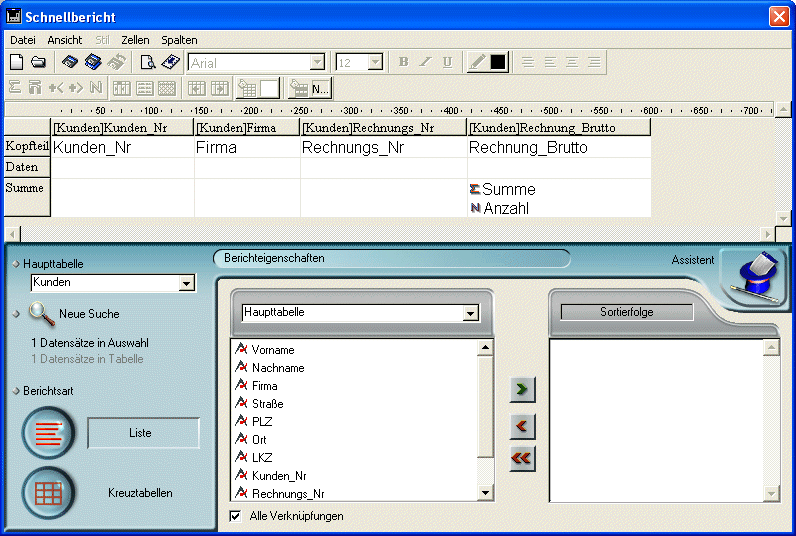 Schnellbericht
Datei Ansicht Stil Zellen Spalten
Arial 12 B I U
N N...
50 100 150 200 250 300 350 400 450 500 550 600 650 700
[Kunden]Kunden_Nr [Kunden]Firma [Kunden]Rechnungs_Nr [Kunden]Rechnung_Brutto
Kopfteil Kunden_Nr Firma Rechnungs_Nr Rechnung_Brutto
Daten
Summe Σ Summe
N Anzahl
Haupttabelle
Kunden
Neue Suche
1 Datensätze in Auswahl
1 Datensätze in Tabelle
Berichtsart
Liste
Kreuztabellen
Berichteigenschaften
Assistent
Haupttabelle
Vorname
Nachname
Firma
Straße
PLZ
Ort
LKZ
Kunden_Nr
Rechnungs_Nr
Alle Verknüpfungen
Sortierfolge